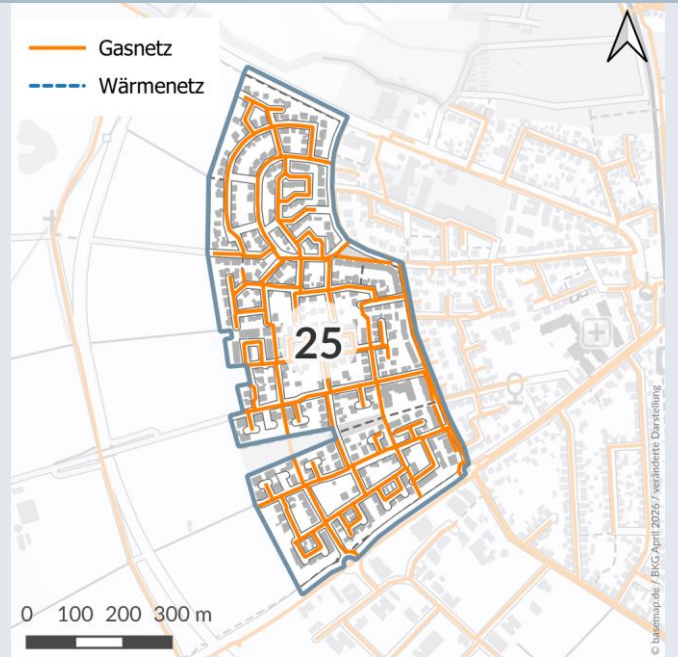 Gasnetz
Wärmenetz
25
0 100 200 300 m
© basemap.de / BKG April 2026 / veränderte Darstellung